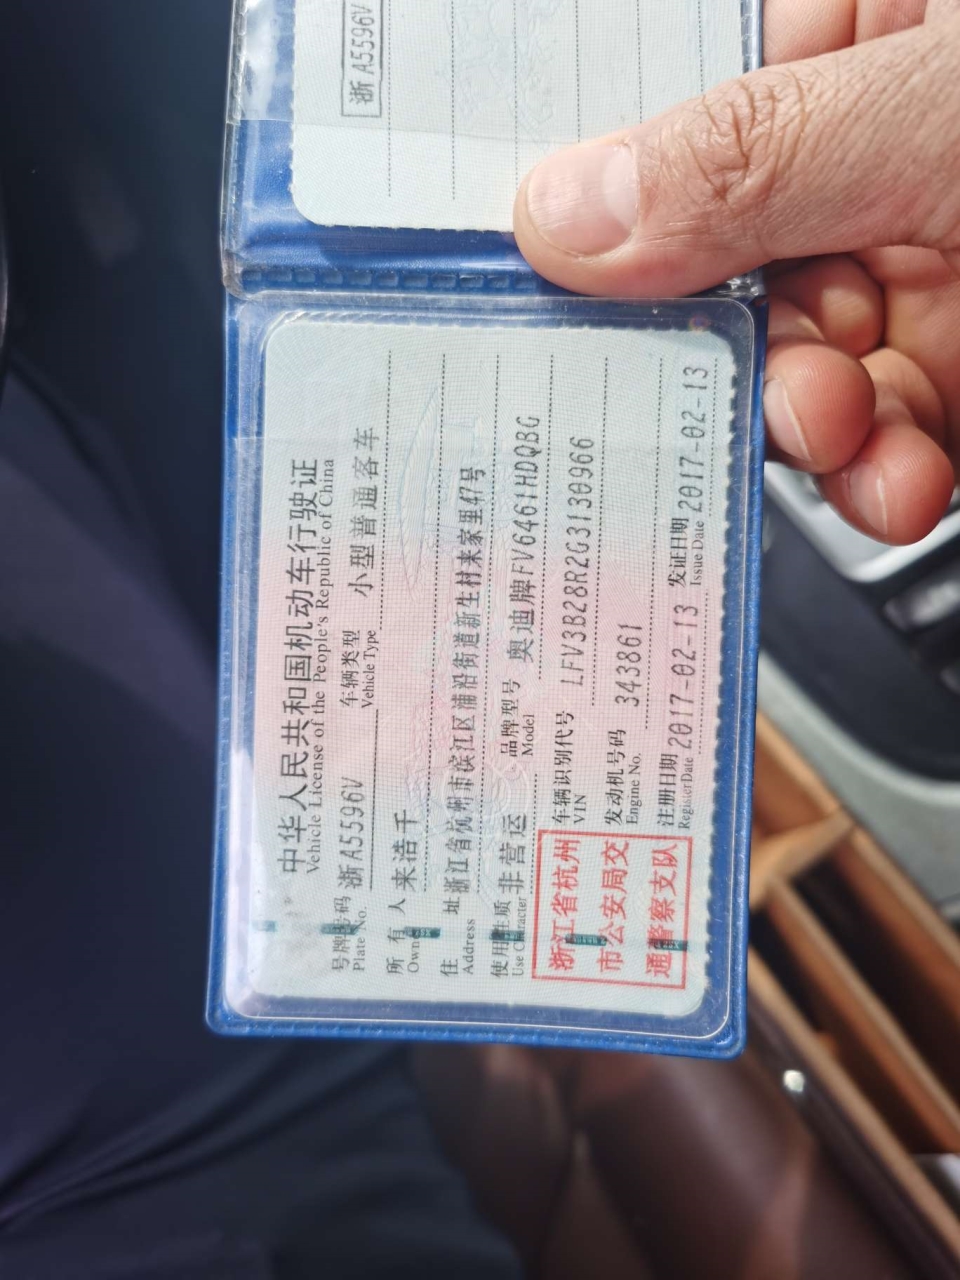 中华人民共和国机动车行驶证
Vehicle License of the People's Republic of China
号牌号码 浙A5596V 车辆类型 小型普通客车
Plate No. Vehicle Type
所有人 来浩千
Owner
住址 浙江省杭州市滨江区浦沿街道新生村来家里47号
Address
使用性质 非营运 品牌型号 奥迪牌FV6461HDQBG
Use Character Model
浙江省杭州
市公安局交
通警察支队
车辆识别代号 LFV3B28R2G3130966
VIN
发动机号码 343861
Engine No.
注册日期 2017-02-13 发证日期 2017-02-13
Register Date Issue Date
浙A5596V